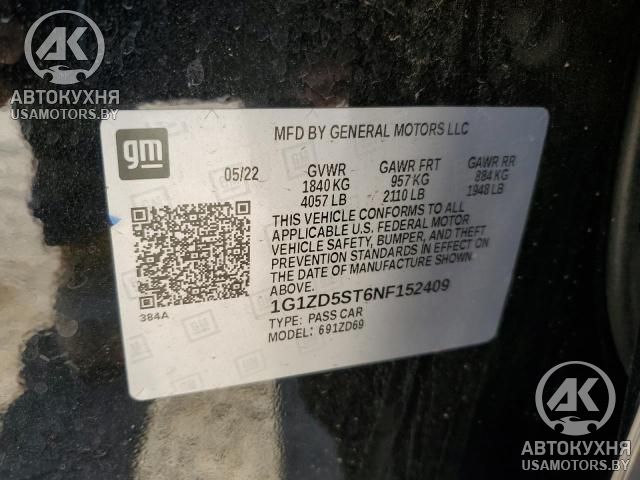 АК
АВТОКУХНЯ
USAMOTORS.BY
gm
MFD BY GENERAL MOTORS LLC
05/22 GVWR GAWR FRT GAWR RR
1840 KG 957 KG 884 KG
4057 LB 2110 LB 1948 LB
THIS VEHICLE CONFORMS TO ALL
APPLICABLE U.S. FEDERAL MOTOR
VEHICLE SAFETY, BUMPER, AND THEFT
PREVENTION STANDARDS IN EFFECT ON
THE DATE OF MANUFACTURE SHOWN
ABOVE.
384A
1G1ZD5ST6NF152409
TYPE: PASS CAR
MODEL: 691ZD69
АК
АВТОКУХНЯ
USAMOTORS.BY